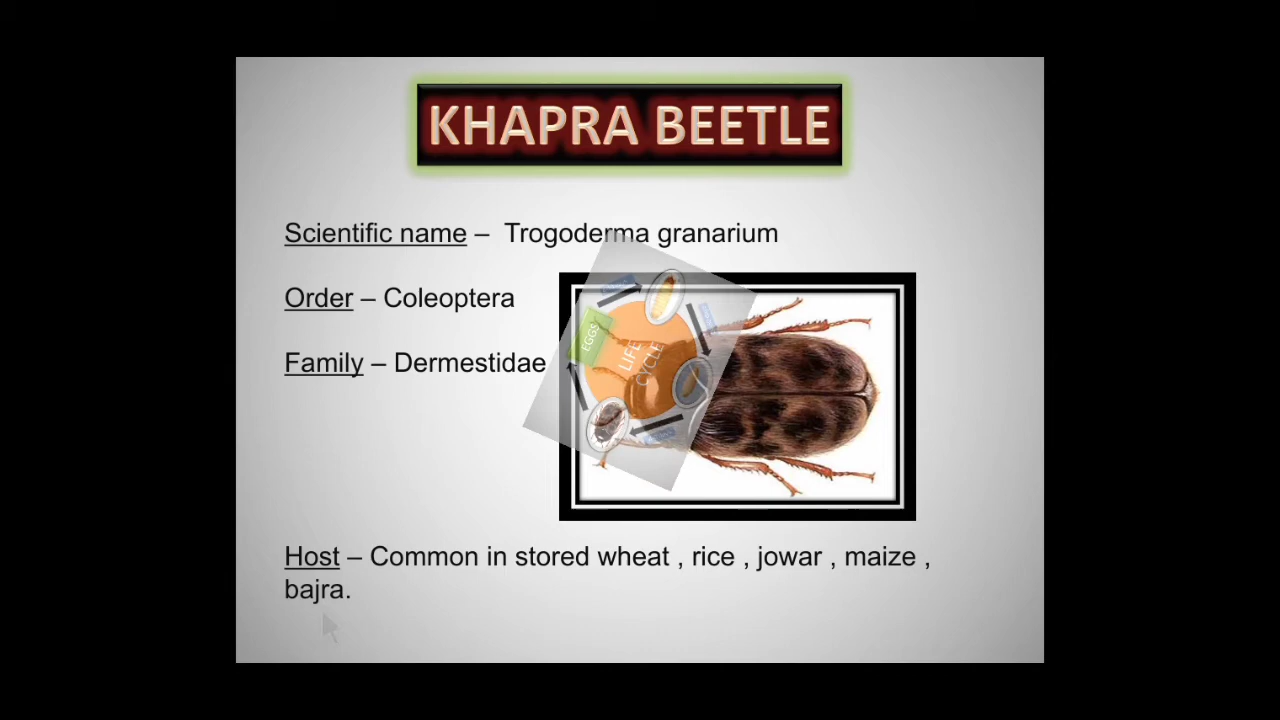 KHAPRA BEETLE
Scientific name – Trogoderma granarium
Order – Coleoptera
Family – Dermestidae
EGGS
LIFE
CYCLE
Host – Common in stored wheat , rice , jowar , maize ,
bajra.